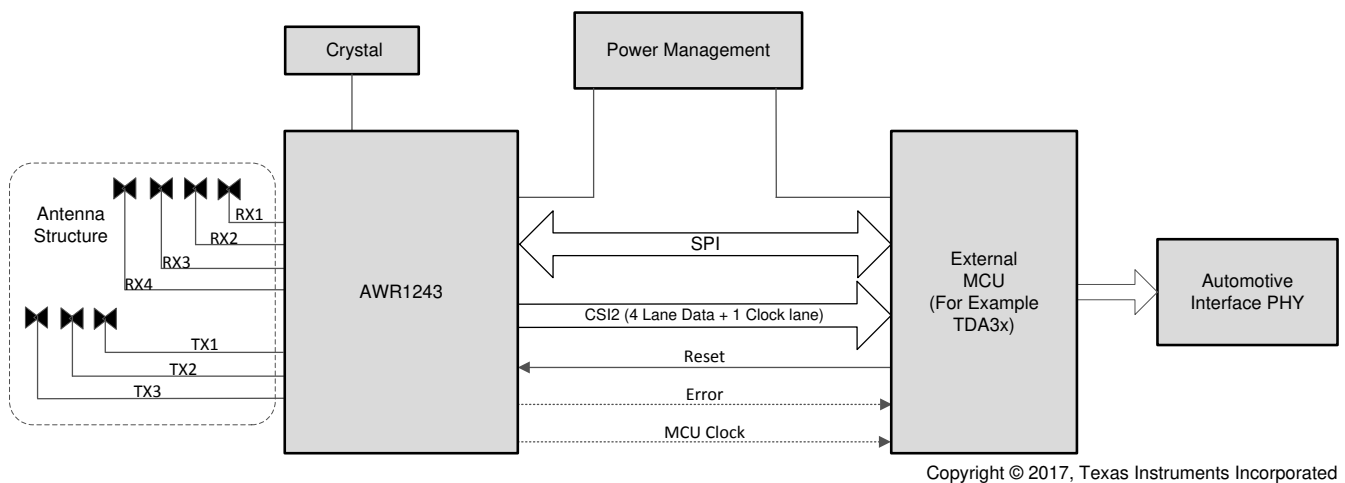 Crystal
Power Management
Antenna
Structure
RX1
RX2
RX3
RX4
TX1
TX2
TX3
AWR1243
SPI
CSI2 (4 Lane Data + 1 Clock lane)
Reset
Error
MCU Clock
External
MCU
(For Example
TDA3x)
Automotive
Interface PHY
Copyright © 2017, Texas Instruments Incorporated